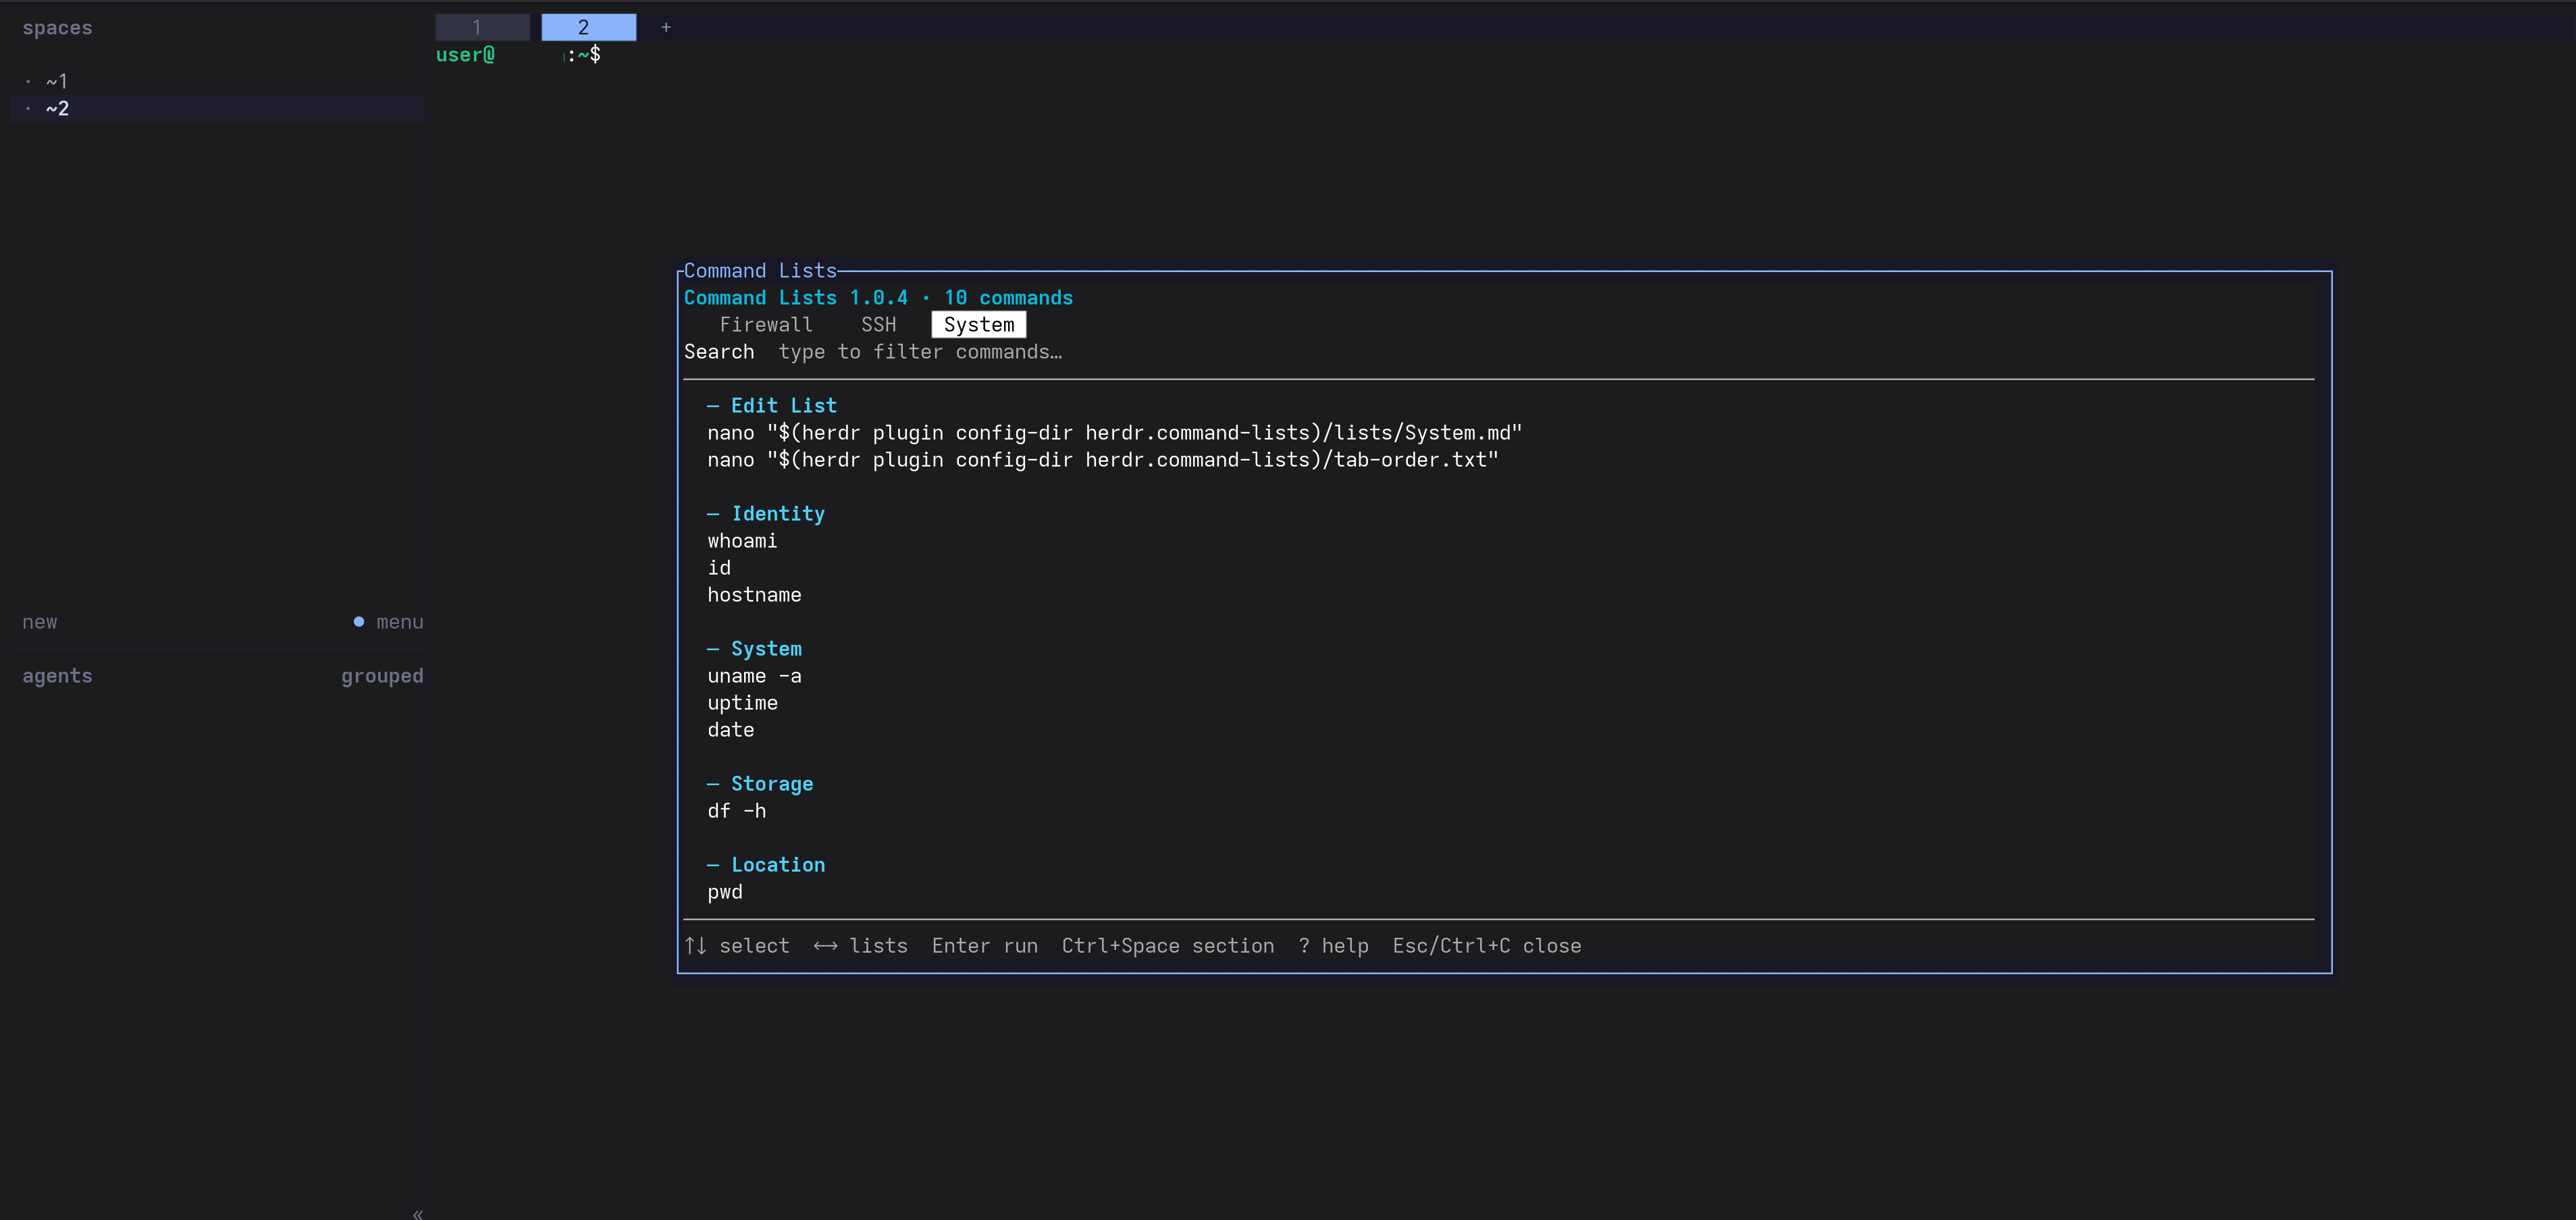 spaces
· ~1
· ~2
new ● menu
agents grouped
«
1 2 +
user@ :~$
Command Lists
Command Lists 1.0.4 · 10 commands
Firewall SSH System
Search type to filter commands…
— Edit List
nano "$(herdr plugin config-dir herdr.command-lists)/lists/System.md"
nano "$(herdr plugin config-dir herdr.command-lists)/tab-order.txt"
— Identity
whoami
id
hostname
— System
uname -a
uptime
date
— Storage
df -h
— Location
pwd
↑↓ select ←→ lists Enter run Ctrl+Space section ? help Esc/Ctrl+C close